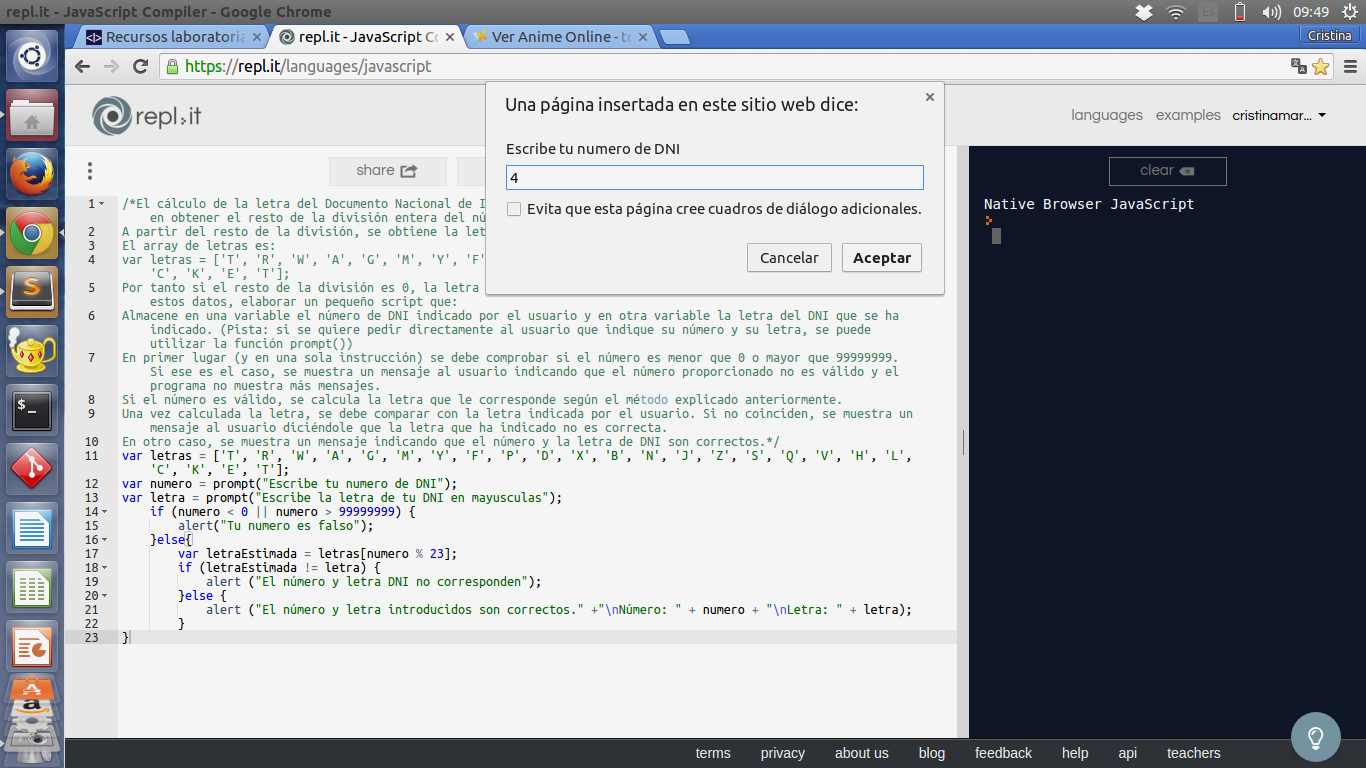 repl.it - JavaScript Compiler - Google Chrome
Es
09:49
Recursos laboratoria
repl.it - JavaScript Co
Ver Anime Online - to
Cristina
https://repl.it/languages/javascript
repl.it
languages
examples
cristinamar...
share
clear
Una página insertada en este sitio web dice:
Escribe tu numero de DNI
4
Evita que esta página cree cuadros de diálogo adicionales.
Cancelar
Aceptar
1 /*El cálculo de la letra del Documento Nacional de I
en obtener el resto de la división entera del nú
2 A partir del resto de la división, se obtiene la let
3 El array de letras es:
4 var letras = ['T', 'R', 'W', 'A', 'G', 'M', 'Y', 'F'
'C', 'K', 'E', 'T'];
5 Por tanto si el resto de la división es 0, la letra
estos datos, elaborar un pequeño script que:
6 Almacene en una variable el número de DNI indicado por el usuario y en otra variable la letra del DNI que se ha
indicado. (Pista: si se quiere pedir directamente al usuario que indique su número y su letra, se puede
utilizar la función prompt())
7 En primer lugar (y en una sola instrucción) se debe comprobar si el número es menor que 0 o mayor que 99999999.
Si ese es el caso, se muestra un mensaje al usuario indicando que el número proporcionado no es válido y el
programa no muestra más mensajes.
8 Si el número es válido, se calcula la letra que le corresponde según el método explicado anteriormente.
9 Una vez calculada la letra, se debe comparar con la letra indicada por el usuario. Si no coinciden, se muestra un
mensaje al usuario diciéndole que la letra que ha indicado no es correcta.
10 En otro caso, se muestra un mensaje indicando que el número y la letra de DNI son correctos.*/
11 var letras = ['T', 'R', 'W', 'A', 'G', 'M', 'Y', 'F', 'P', 'D', 'X', 'B', 'N', 'J', 'Z', 'S', 'Q', 'V', 'H', 'L',
'C', 'K', 'E', 'T'];
12 var numero = prompt("Escribe tu numero de DNI");
13 var letra = prompt("Escribe la letra de tu DNI en mayusculas");
14 if (numero < 0 || numero > 99999999) {
15 alert("Tu numero es falso");
16 }else{
17 var letraEstimada = letras[numero % 23];
18 if (letraEstimada != letra) {
19 alert ("El número y letra DNI no corresponden");
20 }else {
21 alert ("El número y letra introducidos son correctos." +"\nNúmero: " + numero + "\nLetra: " + letra);
22 }
23 }
Native Browser JavaScript
terms
privacy
about us
blog
feedback
help
api
teachers